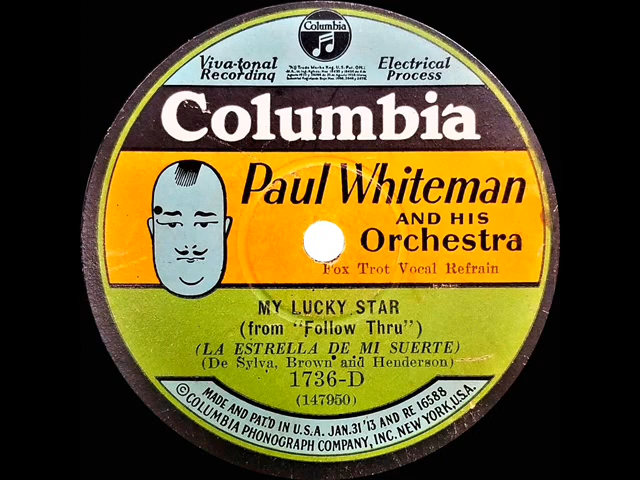 Columbia
Viva-tonal
Recording
Electrical
Process
Columbia
Paul Whiteman
AND HIS
Orchestra
Fox Trot Vocal Refrain
MY LUCKY STAR
(from "Follow Thru")
(LA ESTRELLA DE MI SUERTE)
(De Sylva, Brown and Henderson)
1736-D
(147950)
MADE AND PAT'D IN U.S.A. JAN. 31 '13 AND RE 16588
©COLUMBIA PHONOGRAPH COMPANY, INC. NEW YORK, U.S.A.